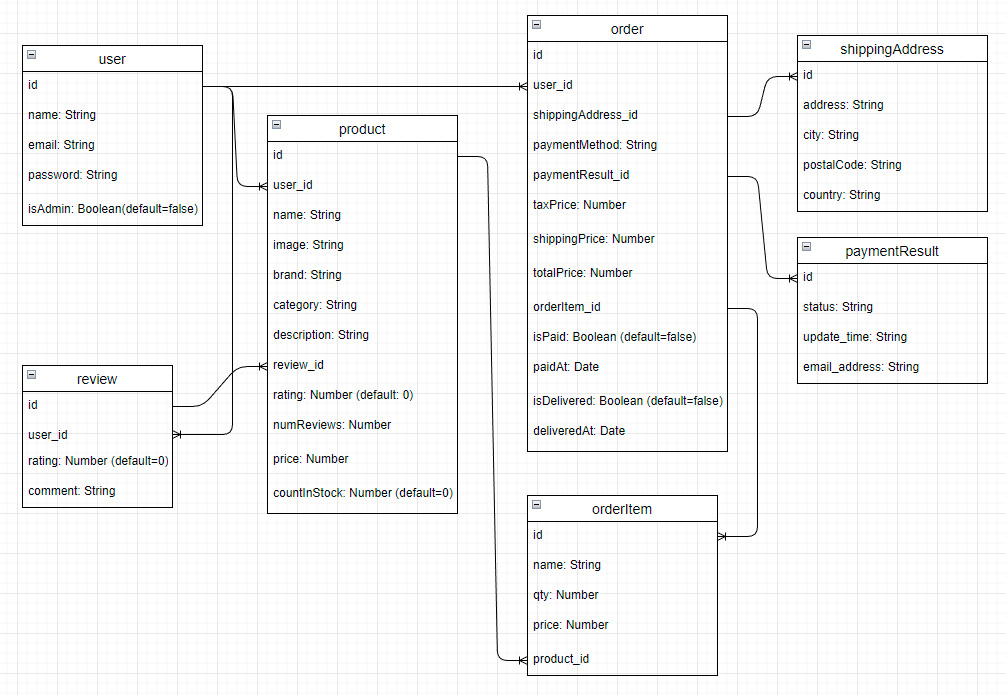 user
id
name: String
email: String
password: String
isAdmin: Boolean(default=false)
review
id
user_id
rating: Number (default=0)
comment: String
product
id
user_id
name: String
image: String
brand: String
category: String
description: String
review_id
rating: Number (default: 0)
numReviews: Number
price: Number
countInStock: Number (default=0)
order
id
user_id
shippingAddress_id
paymentMethod: String
paymentResult_id
taxPrice: Number
shippingPrice: Number
totalPrice: Number
orderItem_id
isPaid: Boolean (default=false)
paidAt: Date
isDelivered: Boolean (default=false)
deliveredAt: Date
orderItem
id
name: String
qty: Number
price: Number
product_id
shippingAddress
id
address: String
city: String
postalCode: String
country: String
paymentResult
id
status: String
update_time: String
email_address: String